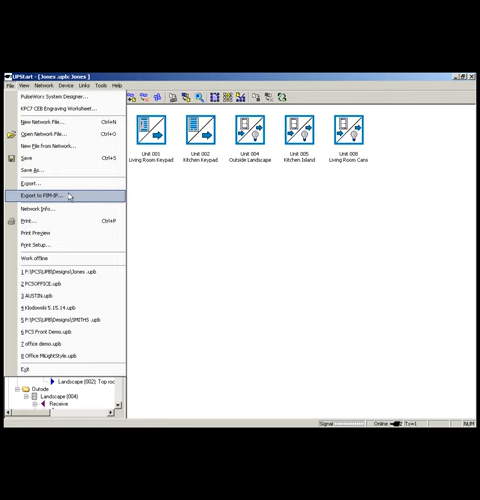 UPStart - [Jones .upb: Jones ]
File View Network Device Links Tools Help
PulseWorx System Designer...
KPC7 CEB Engraving Worksheet...
New Network File... Ctrl+N
Open Network File... Ctrl+O
New File from Network...
Save Ctrl+S
Save As...
Export...
Export to PIM-IP...
Network Info...
Print... Ctrl+P
Print Preview
Print Setup...
Work offline
1 F:\PCS\UPB\Designs\Jones .upb
2 PCSOFFICE.upb
3 AUSTIN.upb
4 Klodowski 5.15.14.upb
5 F:\PCS\UPB\Designs\SMITHS .upb
6 PCS Front Demo.upb
7 office demo.upb
8 Office MiLightStyle.upb
Exit
Unit 001
Living Room Keypad
Unit 002
Kitchen Keypad
Unit 004
Outside Landscape
Unit 005
Kitchen Island
Unit 008
Living Room Cans
Landscape (002) Top roc
Outside
Landscape (004)
Receive
Signal:
Online
Tx=1
NUM